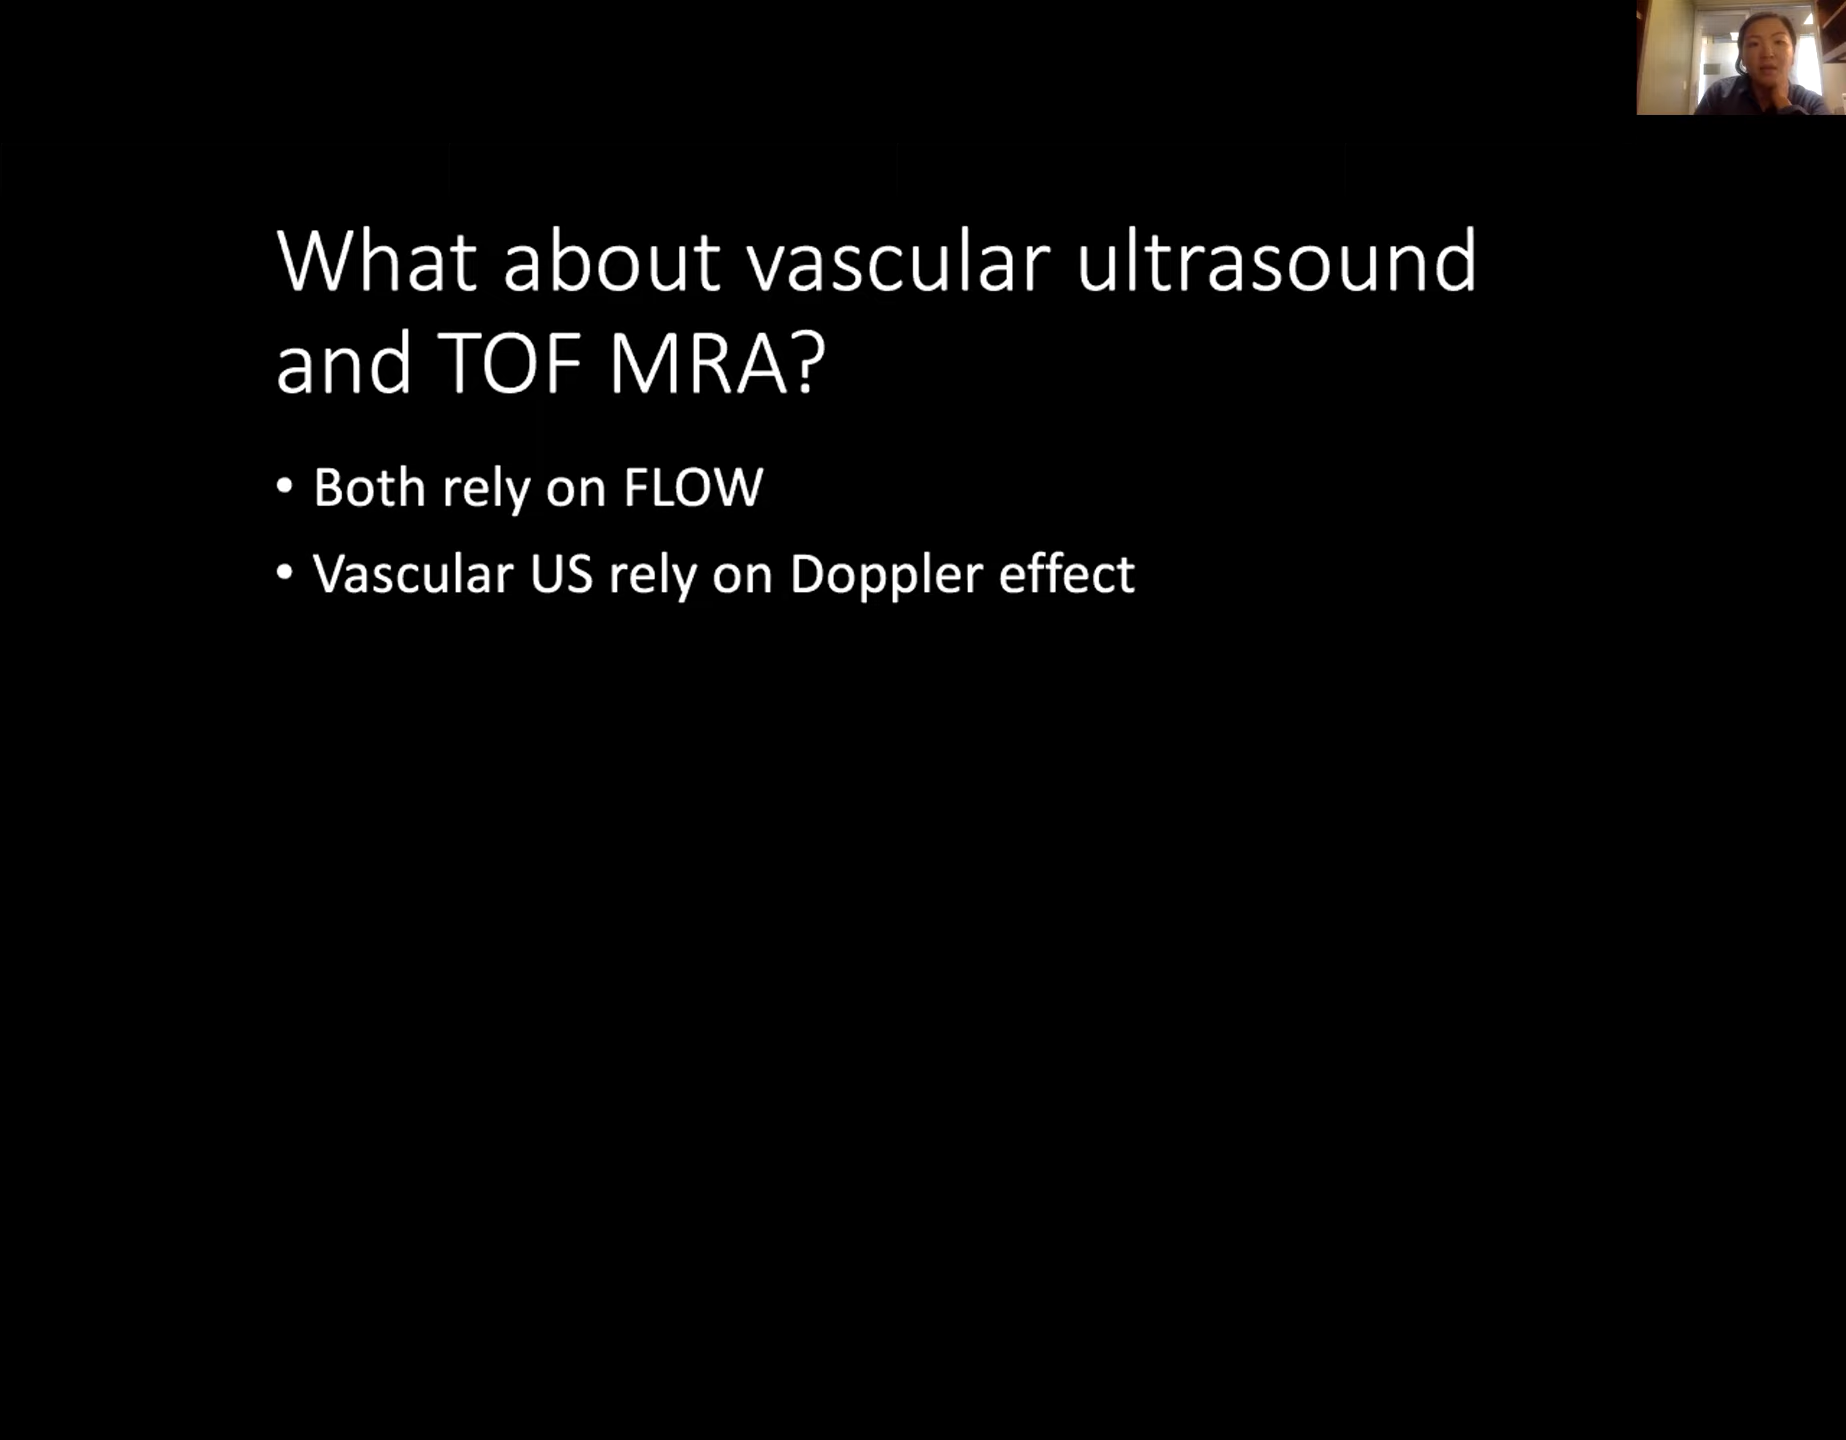 What about vascular ultrasound
and TOF MRA?
• Both rely on FLOW
• Vascular US rely on Doppler effect